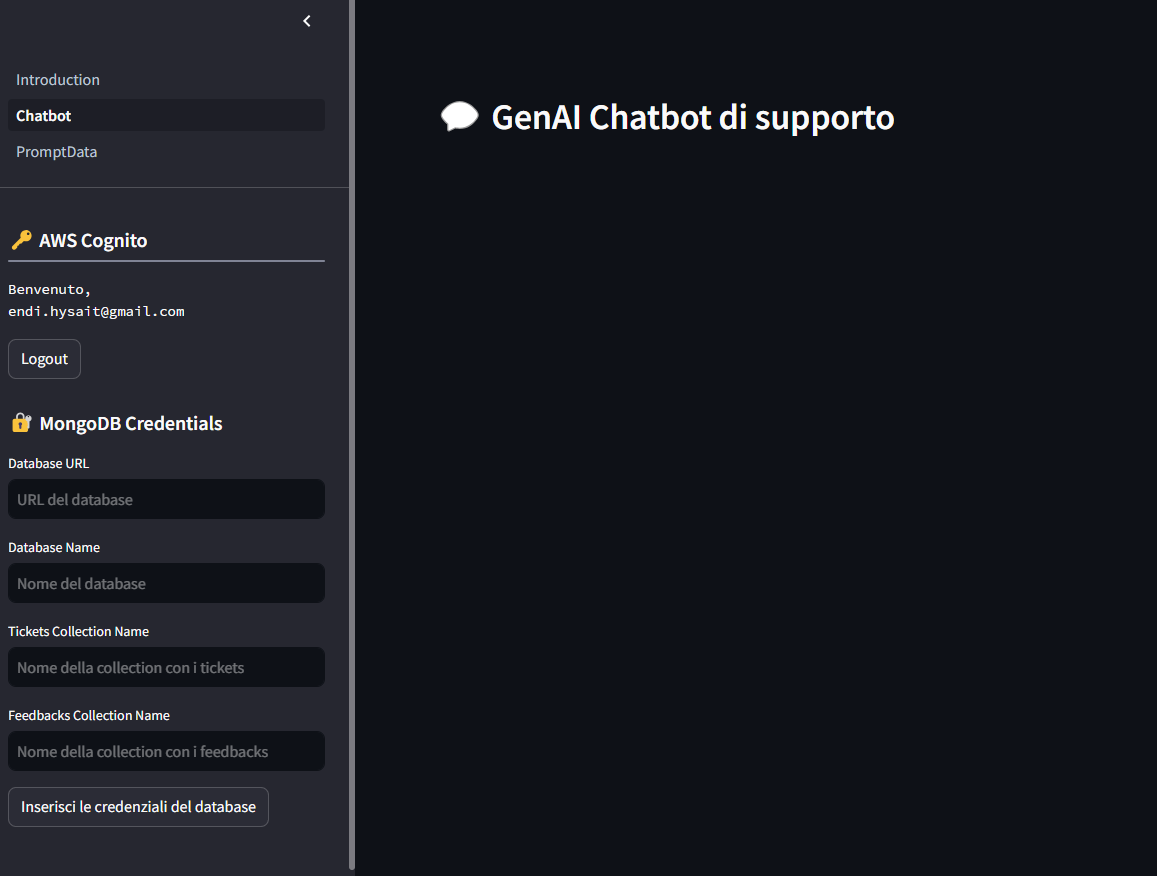 Introduction
Chatbot
PromptData
AWS Cognito
Benvenuto,
endi.hysait@gmail.com
Logout
MongoDB Credentials
Database URL
URL del database
Database Name
Nome del database
Tickets Collection Name
Nome della collection con i tickets
Feedbacks Collection Name
Nome della collection con i feedbacks
Inserisci le credenziali del database
GenAI Chatbot di supporto